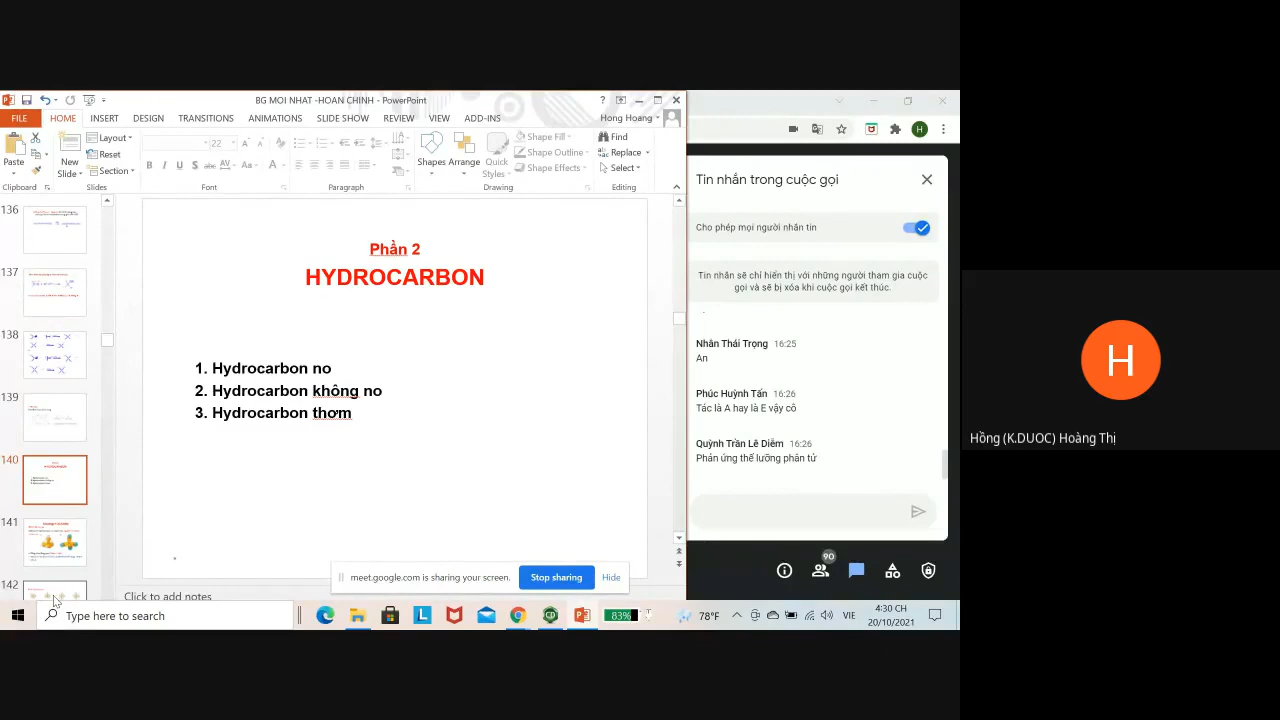 BG MOI NHAT -HOAN CHINH - PowerPoint
FILE HOME INSERT DESIGN TRANSITIONS ANIMATIONS SLIDE SHOW REVIEW VIEW ADD-INS Hong Hoang
Paste
New
Slide
Layout
Reset
Section
22
B I U S abc AV Aa A
Shapes Arrange Quick
Styles
Shape Fill
Shape Outline
Shape Effects
Find
Replace
Select
Clipboard Slides Font Paragraph Drawing Editing
136
137
138
139
140
141
142
Phần 2
HYDROCARBON
1. Hydrocarbon no
2. Hydrocarbon không no
3. Hydrocarbon thơm
Click to add notes
meet.google.com is sharing your screen. Stop sharing Hide
H
Tin nhắn trong cuộc gọi
Cho phép mọi người nhắn tin
Tin nhắn sẽ chỉ hiển thị với những người tham gia cuộc
gọi và sẽ bị xóa khi cuộc gọi kết thúc.
Nhân Thái Trọng 16:25
An
Phúc Huỳnh Tấn 16:26
Tác là A hay là E vậy cô
Quỳnh Trần Lê Diễm 16:26
Phản ứng thế lưỡng phân tử
90
Type here to search
83%
78°F
VIE
4:30 CH
20/10/2021
H
Hồng (K.DUOC) Hoàng Thị